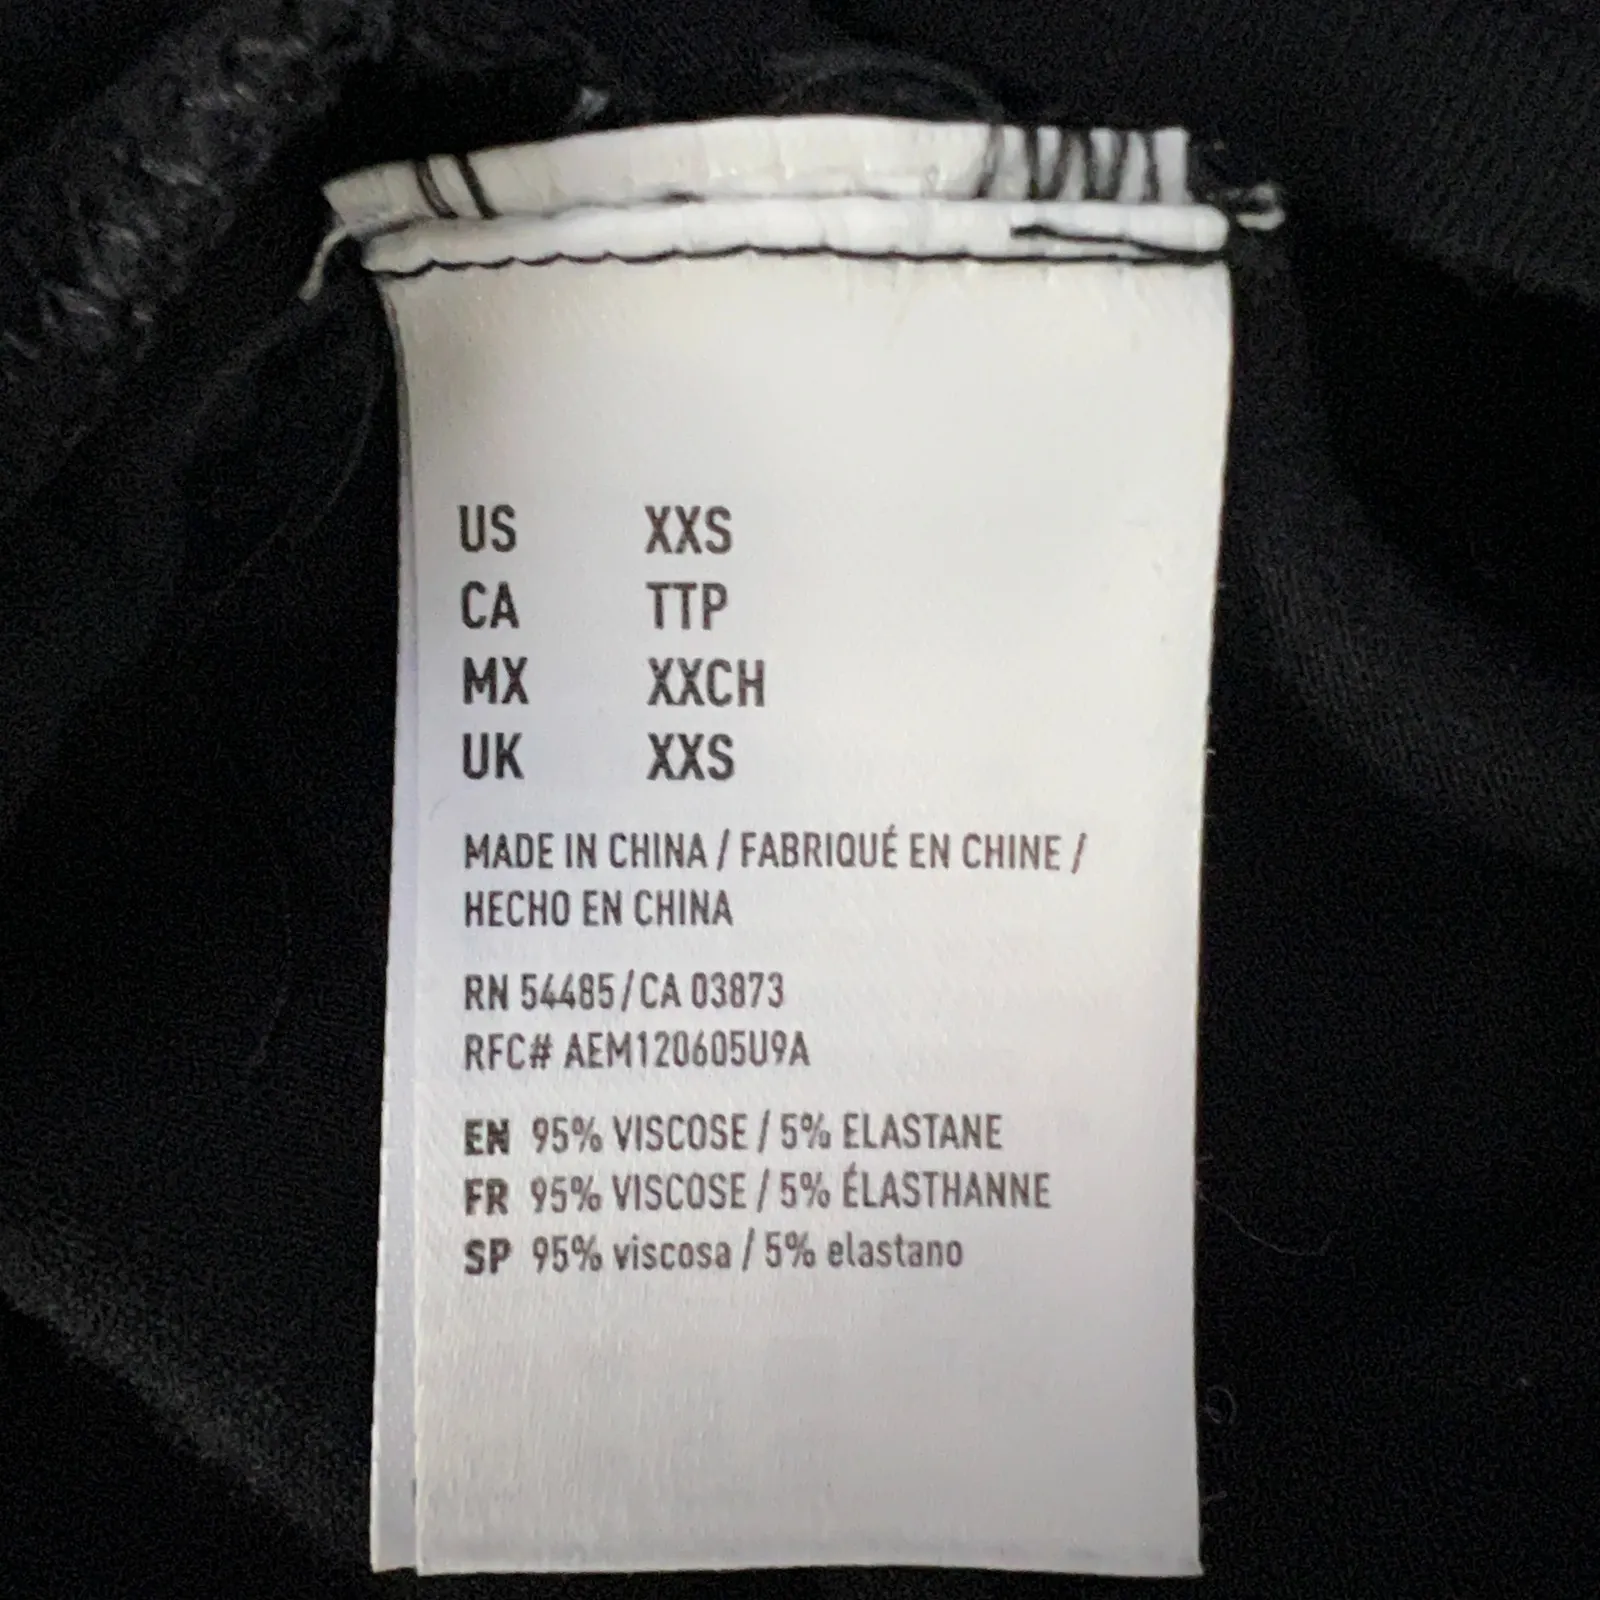 US XXS
CA TTP
MX XXCH
UK XXS
MADE IN CHINA / FABRIQUÉ EN CHINE /
HECHO EN CHINA
RN 54485/CA 03873
RFC# AEM120605U9A
EN 95% VISCOSE / 5% ELASTANE
FR 95% VISCOSE / 5% ÉLASTHANNE
SP 95% viscosa / 5% elastano